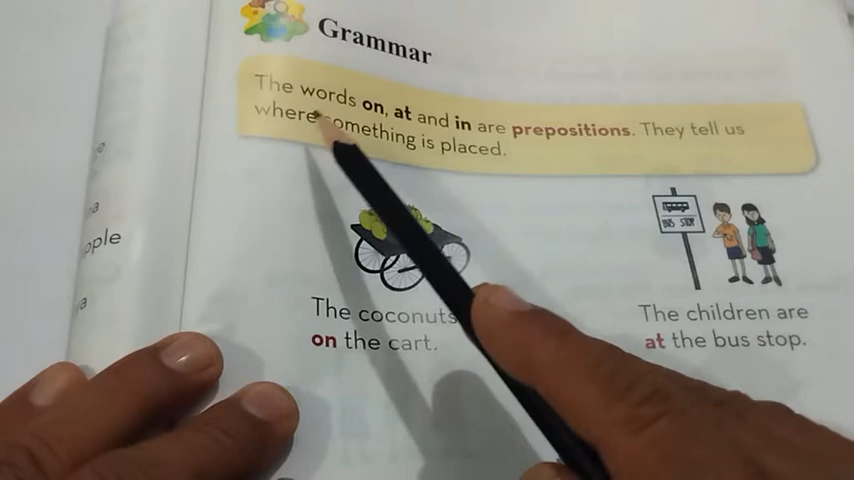 Grammar
The words on, at and in are prepositions. They tell us
where something is placed.
BUS STOP
The coconuts
on the cart.
The children are
at the bus stop.